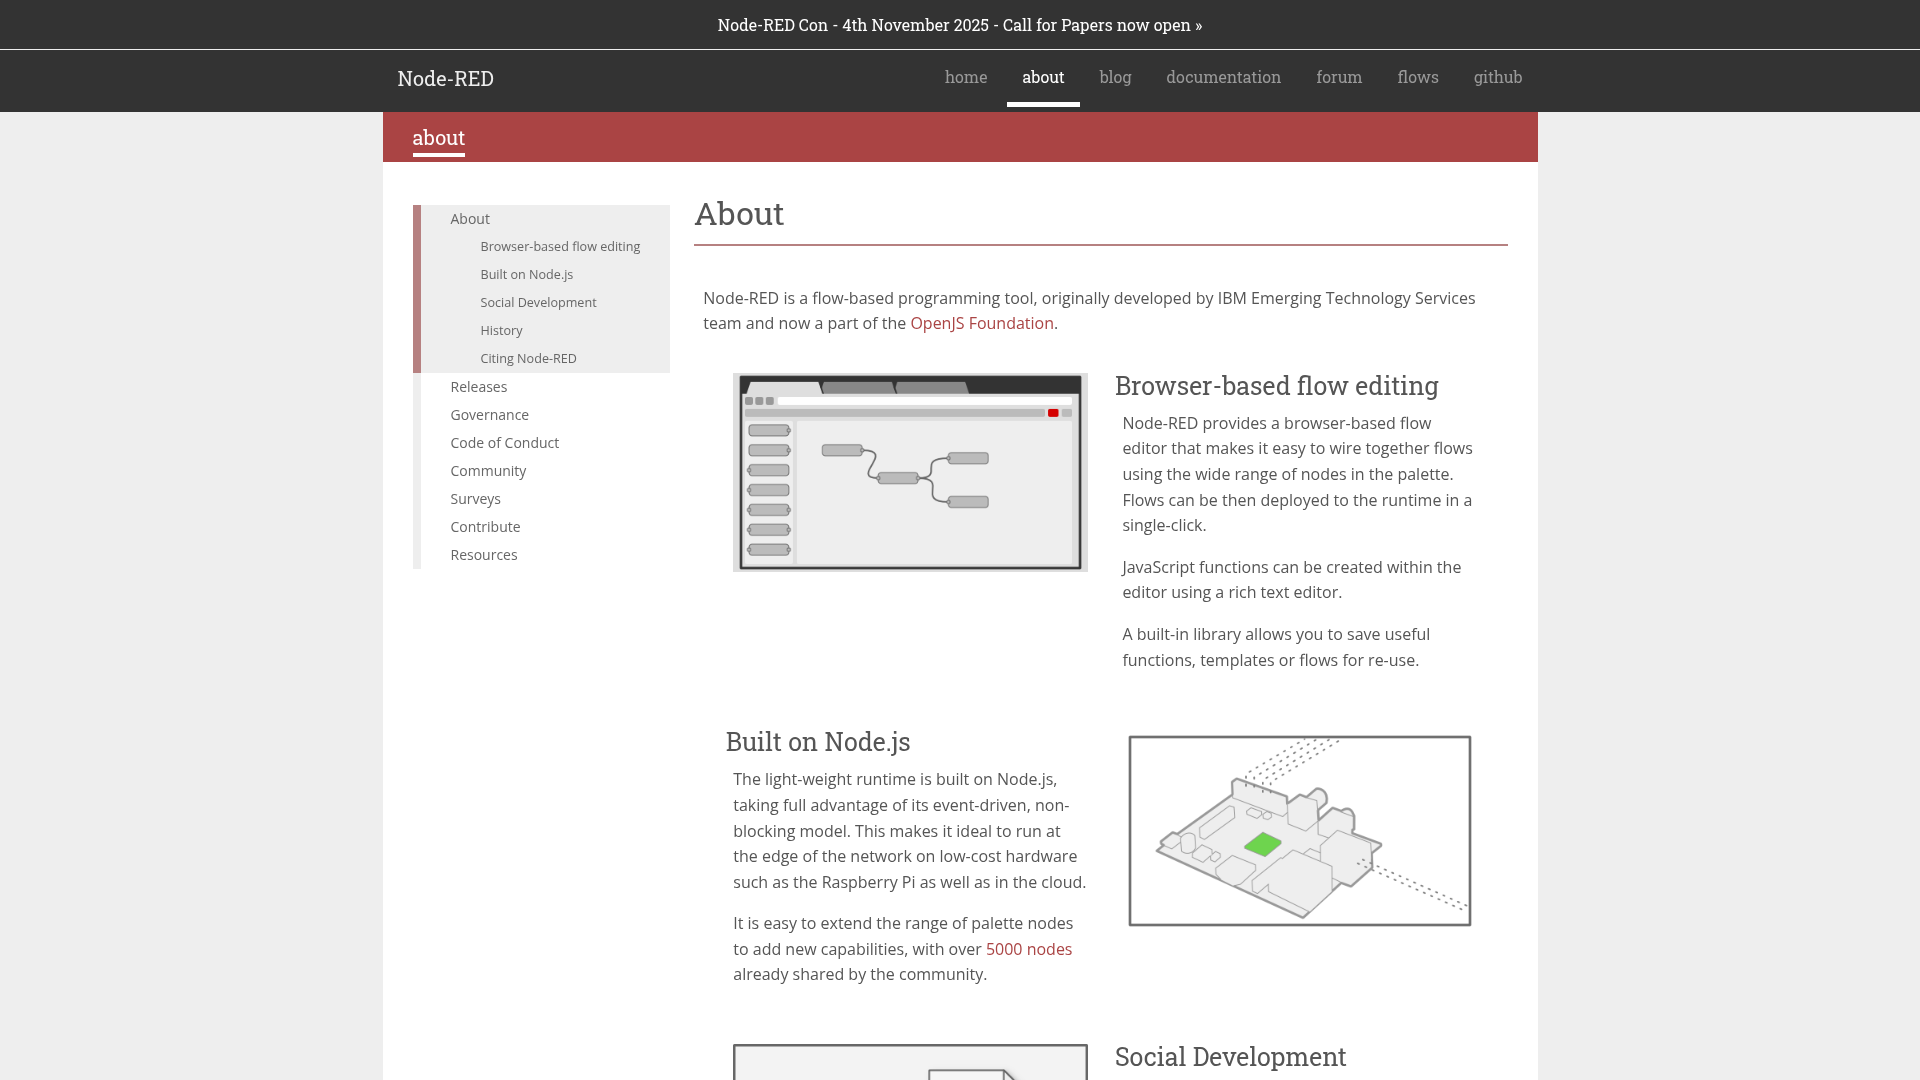 Node-RED Con - 4th November 2025 - Call for Papers now open »
Node-RED
home
about
blog
documentation
forum
flows
github
about
About
Browser-based flow editing
Built on Node.js
Social Development
History
Citing Node-RED
Releases
Governance
Code of Conduct
Community
Surveys
Contribute
Resources
About
Node-RED is a flow-based programming tool, originally developed by IBM Emerging Technology Services
team and now a part of the OpenJS Foundation.
Browser-based flow editing
Node-RED provides a browser-based flow
editor that makes it easy to wire together flows
using the wide range of nodes in the palette.
Flows can be then deployed to the runtime in a
single-click.
JavaScript functions can be created within the
editor using a rich text editor.
A built-in library allows you to save useful
functions, templates or flows for re-use.
Built on Node.js
The light-weight runtime is built on Node.js,
taking full advantage of its event-driven, non-
blocking model. This makes it ideal to run at
the edge of the network on low-cost hardware
such as the Raspberry Pi as well as in the cloud.
It is easy to extend the range of palette nodes
to add new capabilities, with over 5000 nodes
already shared by the community.
Social Development